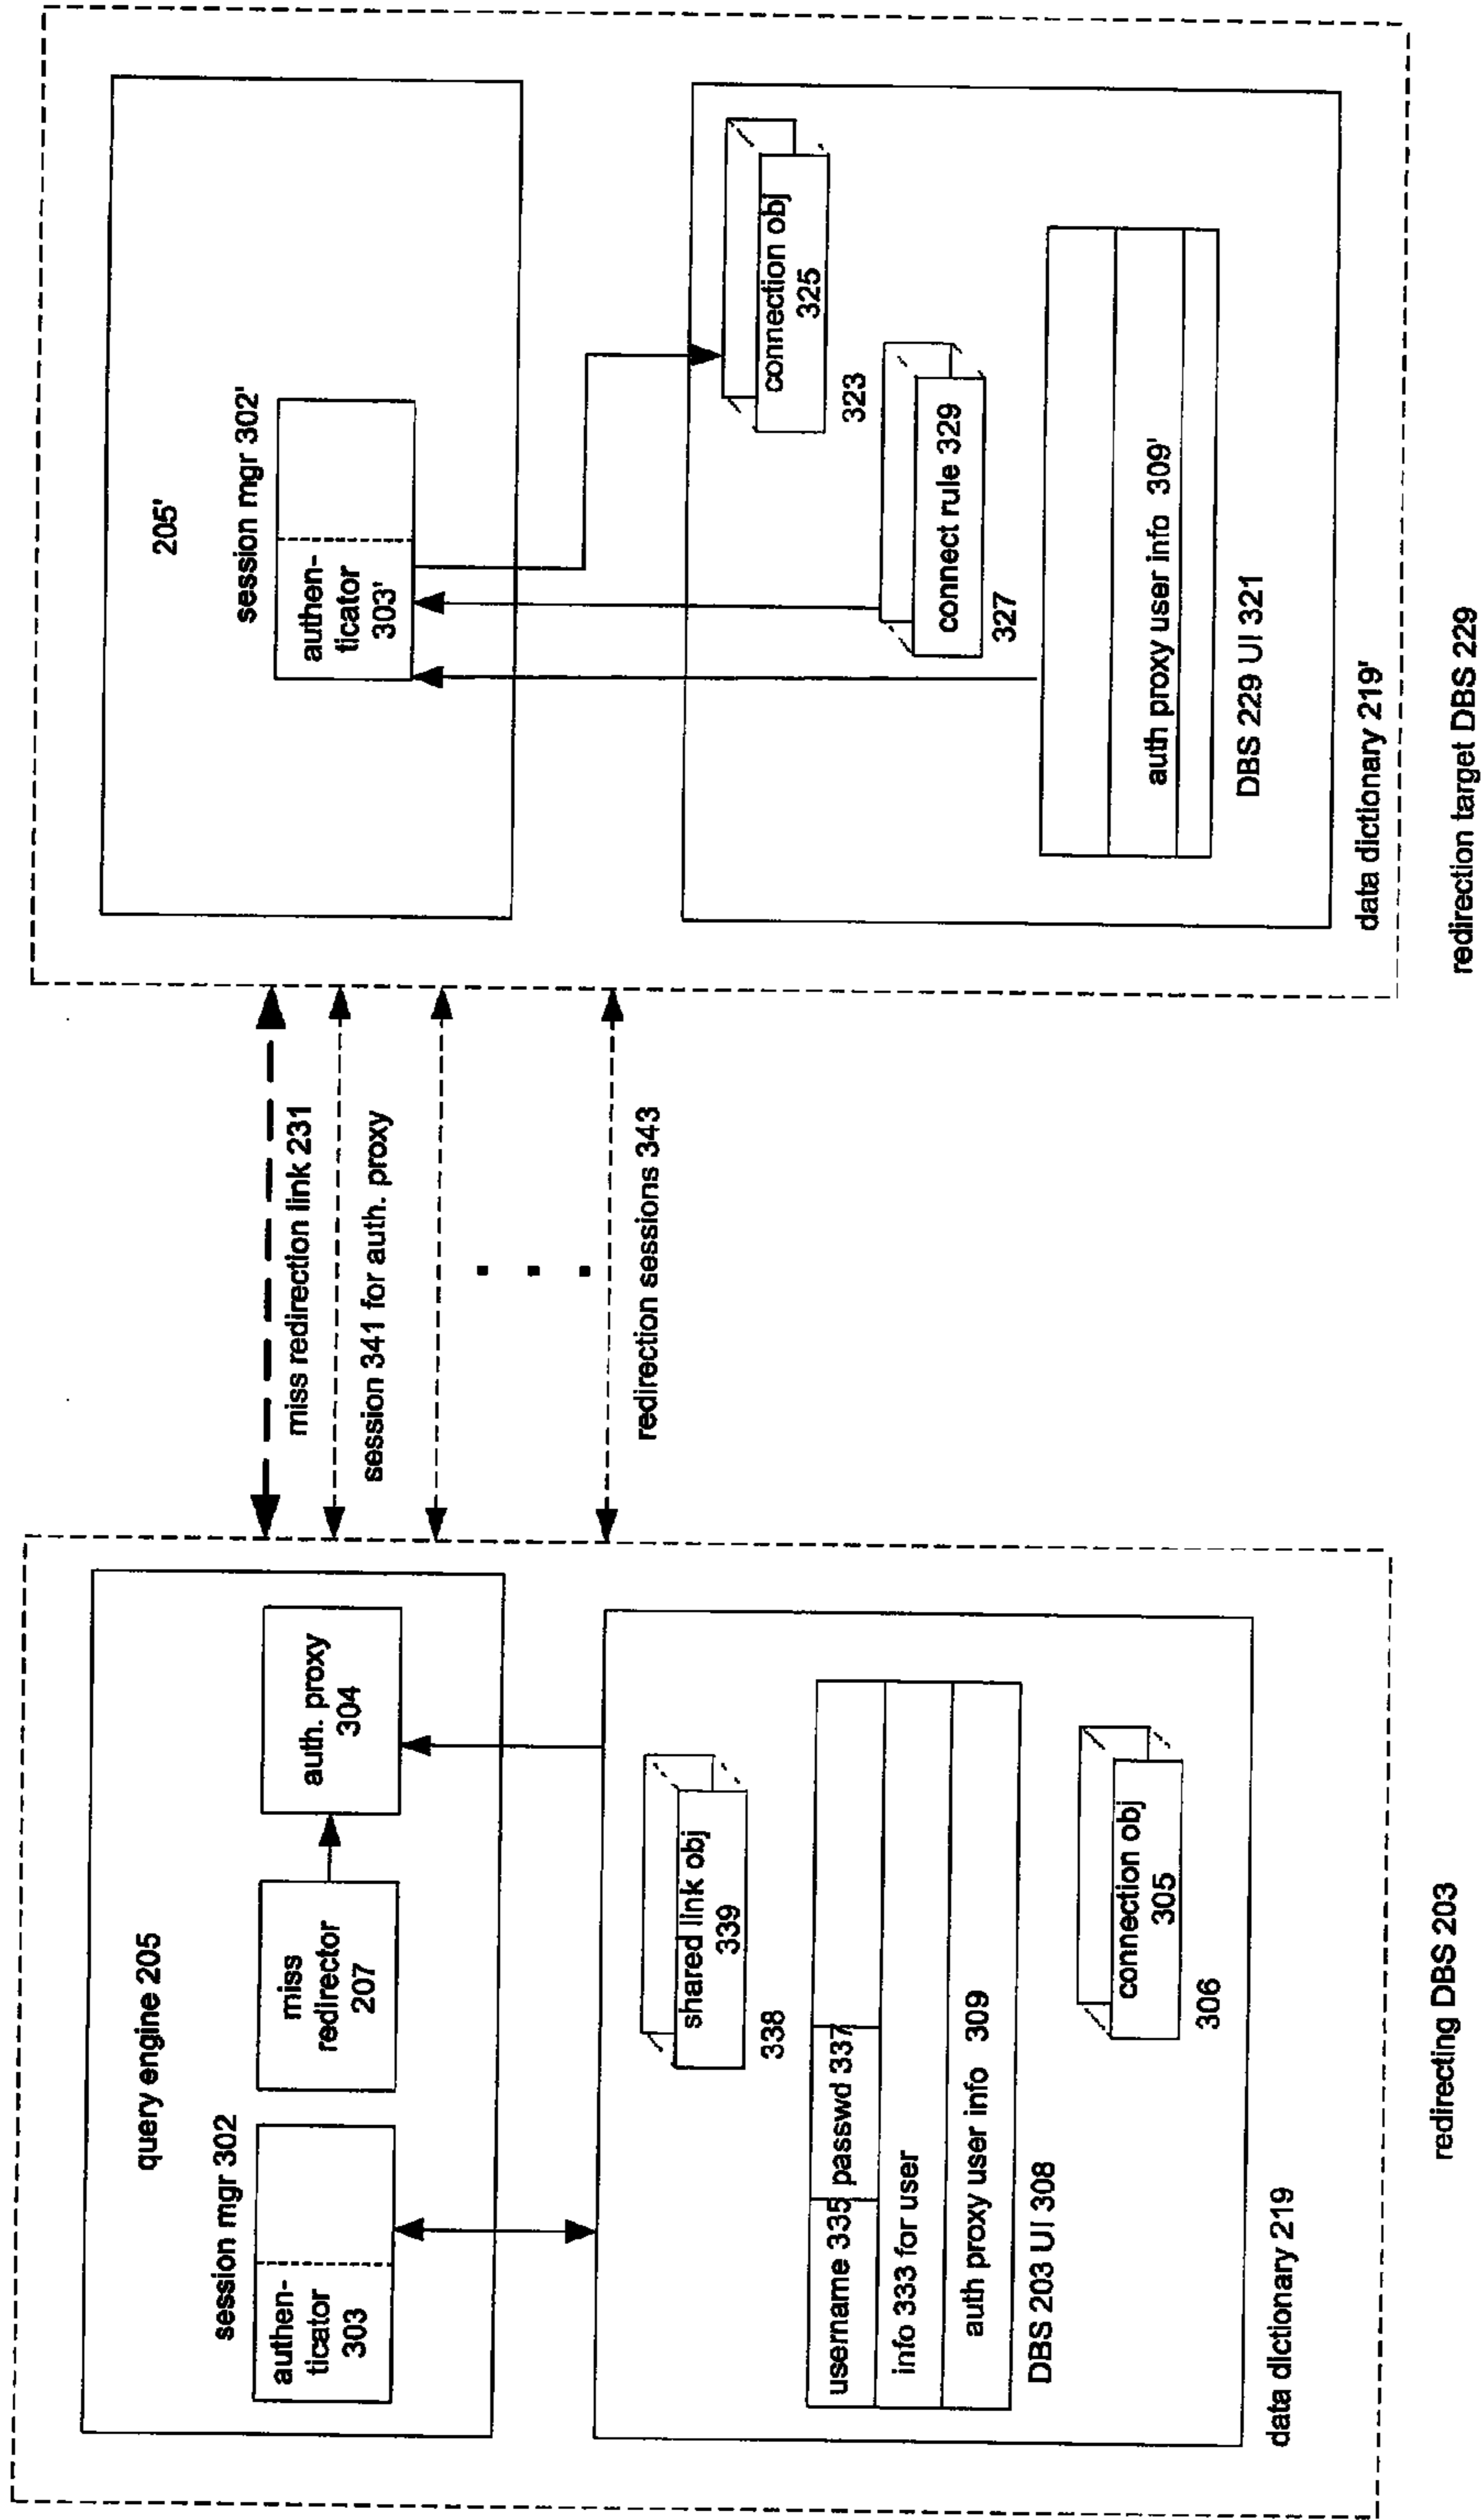 query engine 205
session mgr 302
authen-
ticator
303
miss
redirector
207
auth. proxy
304
shared link obj
339
338
username 335
passwd 337
info 333 for user
auth proxy user info 309
DBS 203 UI 308
connection obj
305
306
data dictionary 219
redirecting DBS 203
miss redirection link 231
session 341 for auth. proxy
redirection sessions 343
205'
session mgr 302'
authen-
ticator
303'
connection obj
325
323
connect rule 329
327
auth proxy user info 309'
DBS 229 UI 321
data dictionary 219'
redirection target DBS 229